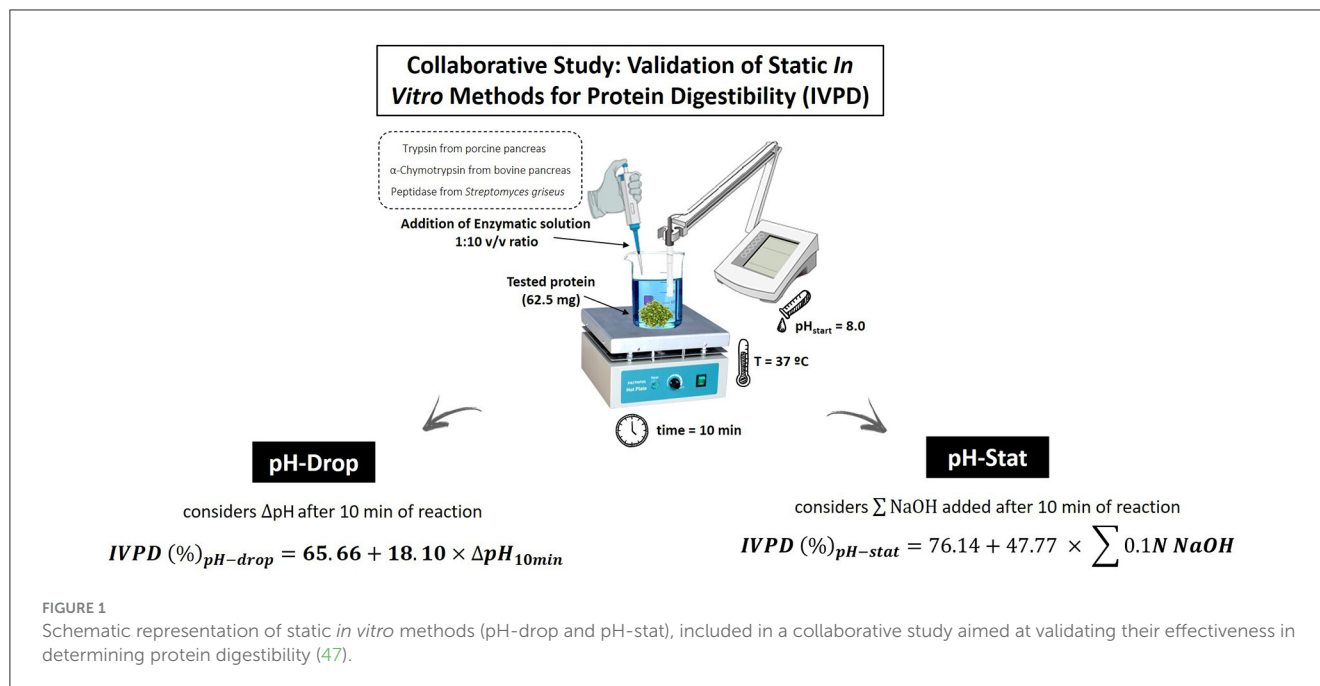 Collaborative Study: Validation of Static In
Vitro Methods for Protein Digestibility (IVPD)
Trypsin from porcine pancreas
α-Chymotrypsin from bovine pancreas
Peptidase from Streptomyces griseus
Addition of Enzymatic solution
1:10 v/v ratio
Tested protein
(62.5 mg)
pHstart = 8.0
T = 37 ºC
Hot Plate
time = 10 min
pH-Drop
considers ΔpH after 10 min of reaction
IVPD (%)pH−drop = 65.66 + 18.10 × ΔpH10min
pH-Stat
considers ∑ NaOH added after 10 min of reaction
IVPD (%)pH−stat = 76.14 + 47.77 × ∑ 0.1N NaOH
FIGURE 1
Schematic representation of static in vitro methods (pH-drop and pH-stat), included in a collaborative study aimed at validating their effectiveness in
determining protein digestibility (47).